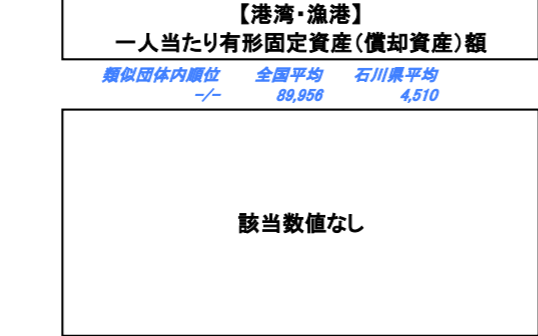 【港湾・漁港】
一人当たり有形固定資産(償却資産)額
類似団体内順位 全国平均 石川県平均
-/- 89,956 4,510
該当数値なし